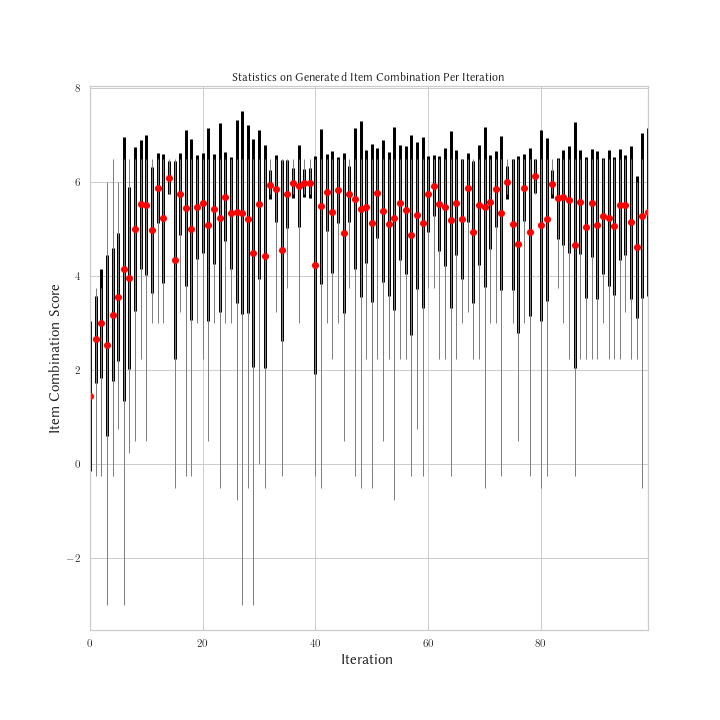 Statistics on Generated Item Combination Per Iteration
8
6
4
2
0
−2
Item Combination Score
0 20 40 60 80
Iteration